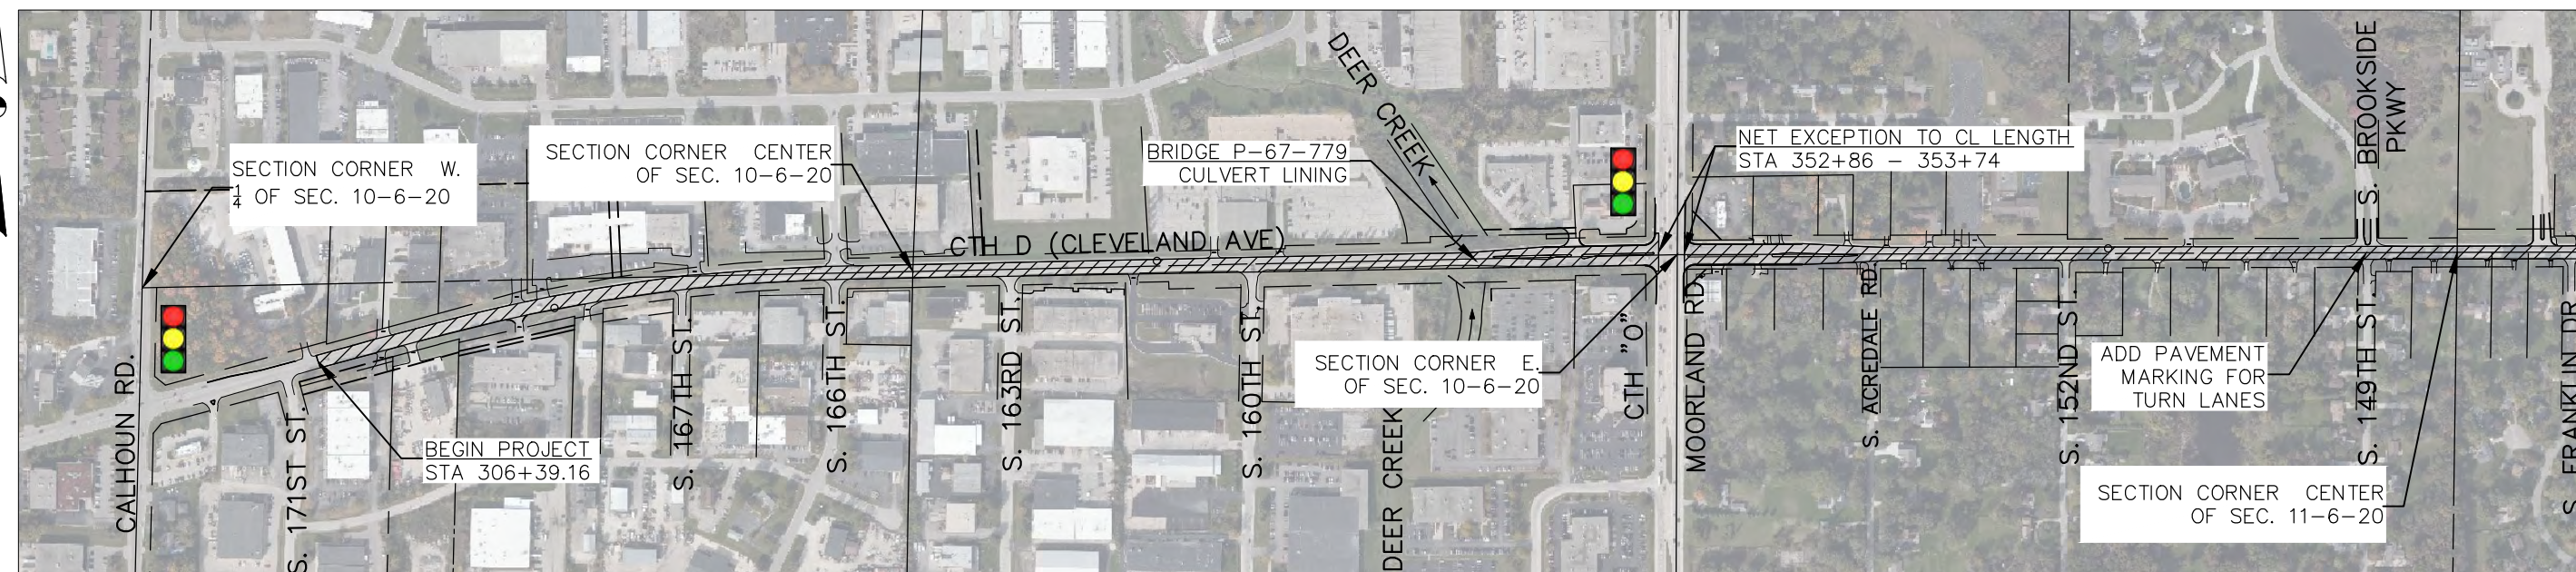 SECTION CORNER W.
1/4 OF SEC. 10-6-20
SECTION CORNER CENTER
OF SEC. 10-6-20
BRIDGE P-67-779
CULVERT LINING
DEER CREEK
NET EXCEPTION TO CL LENGTH
STA 352+86 - 353+74
S. BROOKSIDE
PKWY
CTH D (CLEVELAND AVE)
CALHOUN RD.
S. 171ST ST.
BEGIN PROJECT
STA 306+39.16
S. 167TH ST.
S. 166TH ST.
S. 163RD ST.
S. 160TH ST.
SECTION CORNER E.
OF SEC. 10-6-20
DEER CREEK
CTH "O"
MOORLAND RD.
S. ACREDALE RD.
S. 152ND ST.
ADD PAVEMENT
MARKING FOR
TURN LANES
S. 149TH ST.
SECTION CORNER CENTER
OF SEC. 11-6-20
S. FRANKLIN DR